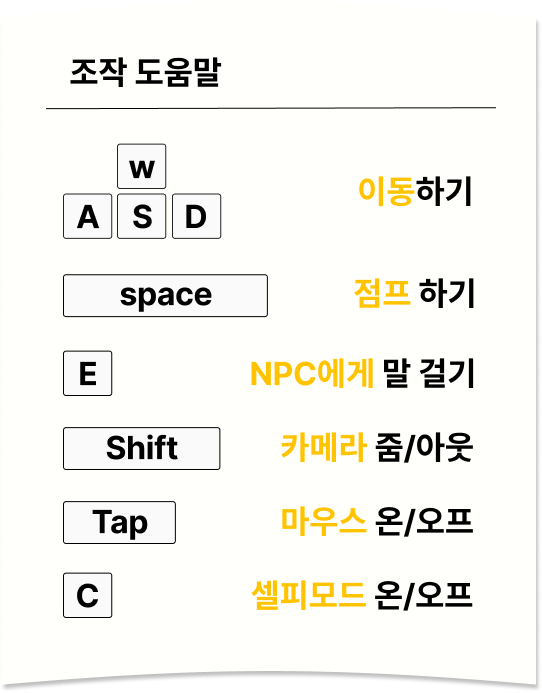 조작 도움말
w
A S D 이동하기
space 점프 하기
E NPC에게 말 걸기
Shift 카메라 줌/아웃
Tap 마우스 온/오프
C 셀피모드 온/오프